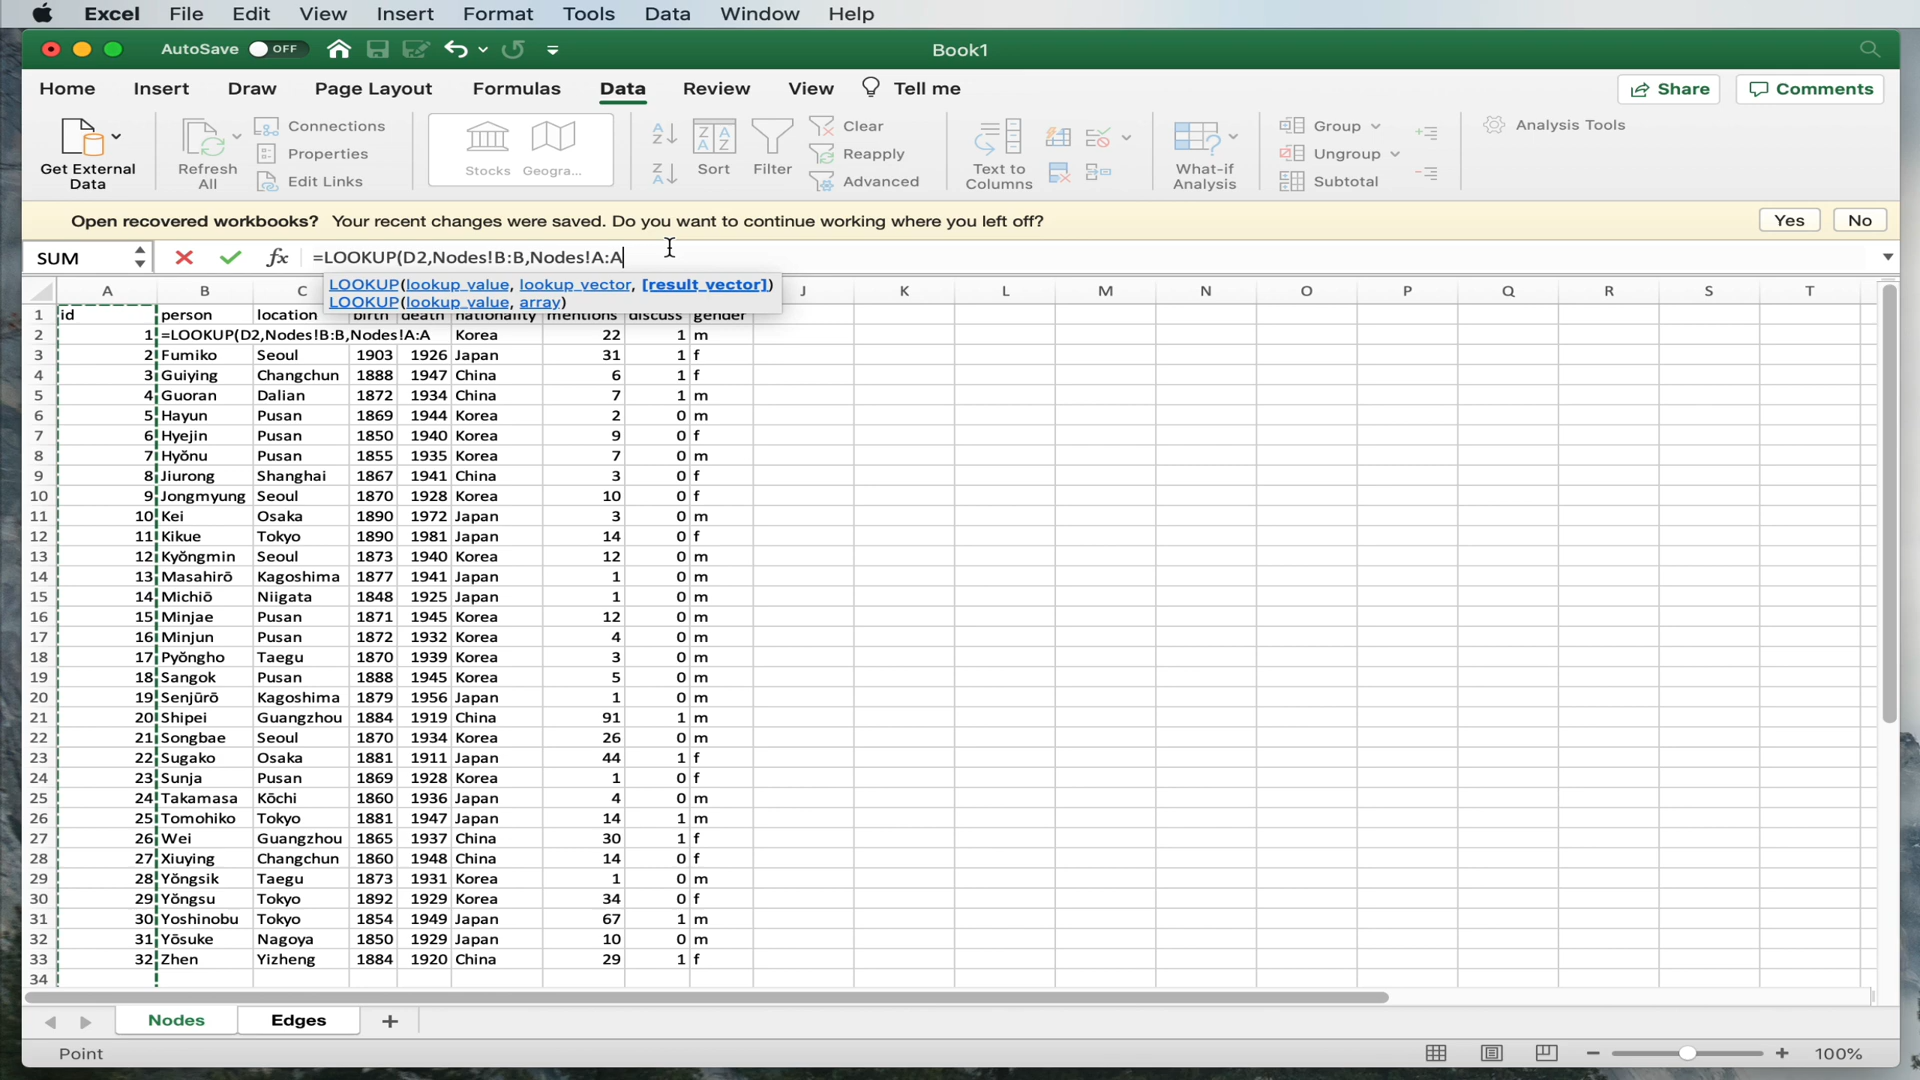 Excel File Edit View Insert Format Tools Data Window Help
AutoSave OFF Book1
Home Insert Draw Page Layout Formulas Data Review View Tell me Share Comments
Get External Data
Refresh All
Connections
Properties
Edit Links
Stocks Geogra...
Sort
Filter
Clear
Reapply
Advanced
Text to Columns
What-if Analysis
Group
Ungroup
Subtotal
Analysis Tools
Open recovered workbooks? Your recent changes were saved. Do you want to continue working where you left off? Yes No
SUM fx =LOOKUP(D2,Nodes!B:B,Nodes!A:A
LOOKUP(lookup_value, lookup_vector, [result_vector])
LOOKUP(lookup_value, array)
A B C J K L M N O P Q R S T
1 id person location birth death nationality mentions discuss gender
2 1 =LOOKUP(D2,Nodes!B:B,Nodes!A:A Korea 22 1 m
3 2 Fumiko Seoul 1903 1926 Japan 31 1 f
4 3 Guiying Changchun 1888 1947 China 6 1 f
5 4 Guoran Dalian 1872 1934 China 7 1 m
6 5 Hayun Pusan 1869 1944 Korea 2 0 m
7 6 Hyejin Pusan 1850 1940 Korea 9 0 f
8 7 Hyŏnu Pusan 1855 1935 Korea 7 0 m
9 8 Jiurong Shanghai 1867 1941 China 3 0 f
10 9 Jongmyung Seoul 1870 1928 Korea 10 0 f
11 10 Kei Osaka 1890 1972 Japan 3 0 m
12 11 Kikue Tokyo 1890 1981 Japan 14 0 f
13 12 Kyŏngmin Seoul 1873 1940 Korea 12 0 m
14 13 Masahirō Kagoshima 1877 1941 Japan 1 0 m
15 14 Michiō Niigata 1848 1925 Japan 1 0 m
16 15 Minjae Pusan 1871 1945 Korea 12 0 m
17 16 Minjun Pusan 1872 1932 Korea 4 0 m
18 17 Pyŏngho Taegu 1870 1939 Korea 3 0 m
19 18 Sangok Pusan 1888 1945 Korea 5 0 m
20 19 Senjūrō Kagoshima 1879 1956 Japan 1 0 m
21 20 Shipei Guangzhou 1884 1919 China 91 1 m
22 21 Songbae Seoul 1870 1934 Korea 26 0 m
23 22 Sugako Osaka 1881 1911 Japan 44 1 f
24 23 Sunja Pusan 1869 1928 Korea 1 0 f
25 24 Takamasa Kōchi 1860 1936 Japan 4 0 m
26 25 Tomohiko Tokyo 1881 1947 Japan 14 1 m
27 26 Wei Guangzhou 1865 1937 China 30 1 f
28 27 Xiuying Changchun 1860 1948 China 14 0 f
29 28 Yŏngsik Taegu 1873 1931 Korea 1 0 m
30 29 Yŏngsu Tokyo 1892 1929 Korea 34 0 f
31 30 Yoshinobu Tokyo 1854 1949 Japan 67 1 m
32 31 Yōsuke Nagoya 1850 1929 Japan 10 0 m
33 32 Zhen Yizheng 1884 1920 China 29 1 f
34
Nodes Edges
Point 100%